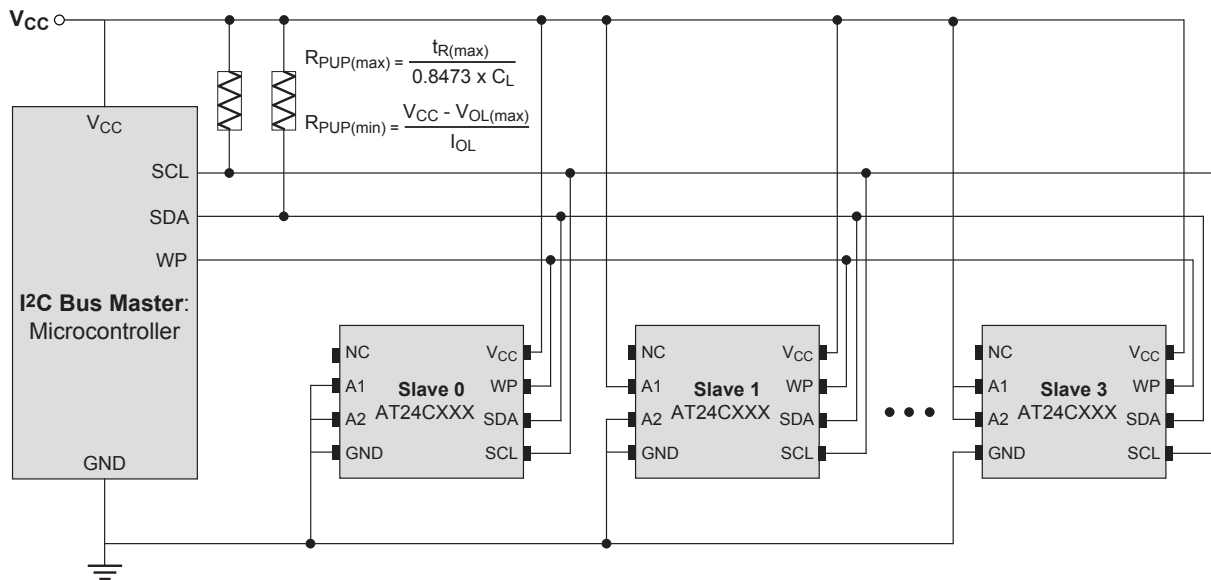 VCC
RPUP(max) = tR(max)
0.8473 x CL
RPUP(min) = VCC - VOL(max)
IOL
VCC
SCL
SDA
WP
I2C Bus Master:
Microcontroller
GND
NC
A1
A2
GND
Slave 0
AT24CXXX
VCC
WP
SDA
SCL
NC
A1
A2
GND
Slave 1
AT24CXXX
VCC
WP
SDA
SCL
NC
A1
A2
GND
Slave 3
AT24CXXX
VCC
WP
SDA
SCL